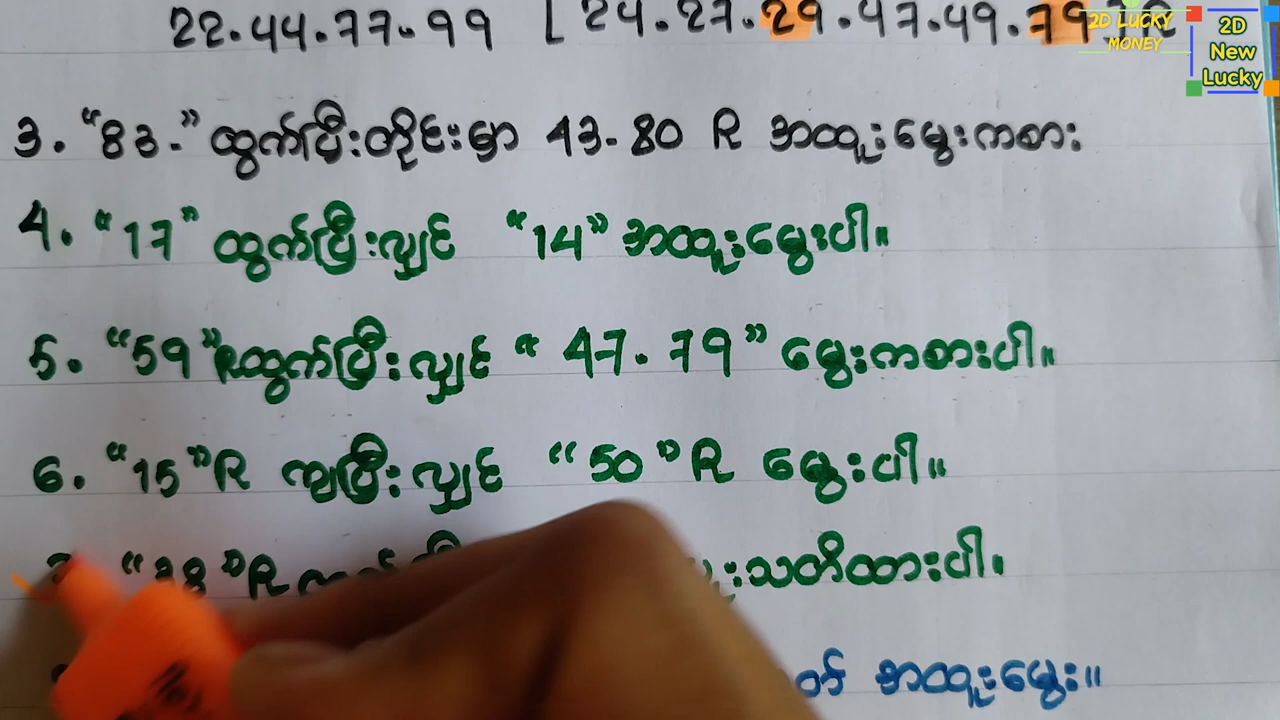 22.44.77.99 [ 24.27.29.47.49.79 R
2D LUCKY MONEY
2D New Lucky
3. "83-" ထွက်ပြီးတိုင်းမှာ 43-80 R အထူးမွေးကစား
4. "17" ထွက်ပြီးလျှင် "14" အထူးမွေးပါ။
5. "59"R ထွက်ပြီးလျှင် "47.79" မွေးကစားပါ။
6. "15"R ကျပြီးလျှင် "50"R မွေးပါ။
"38"R သတိထားပါ။
အထူးမွေး။